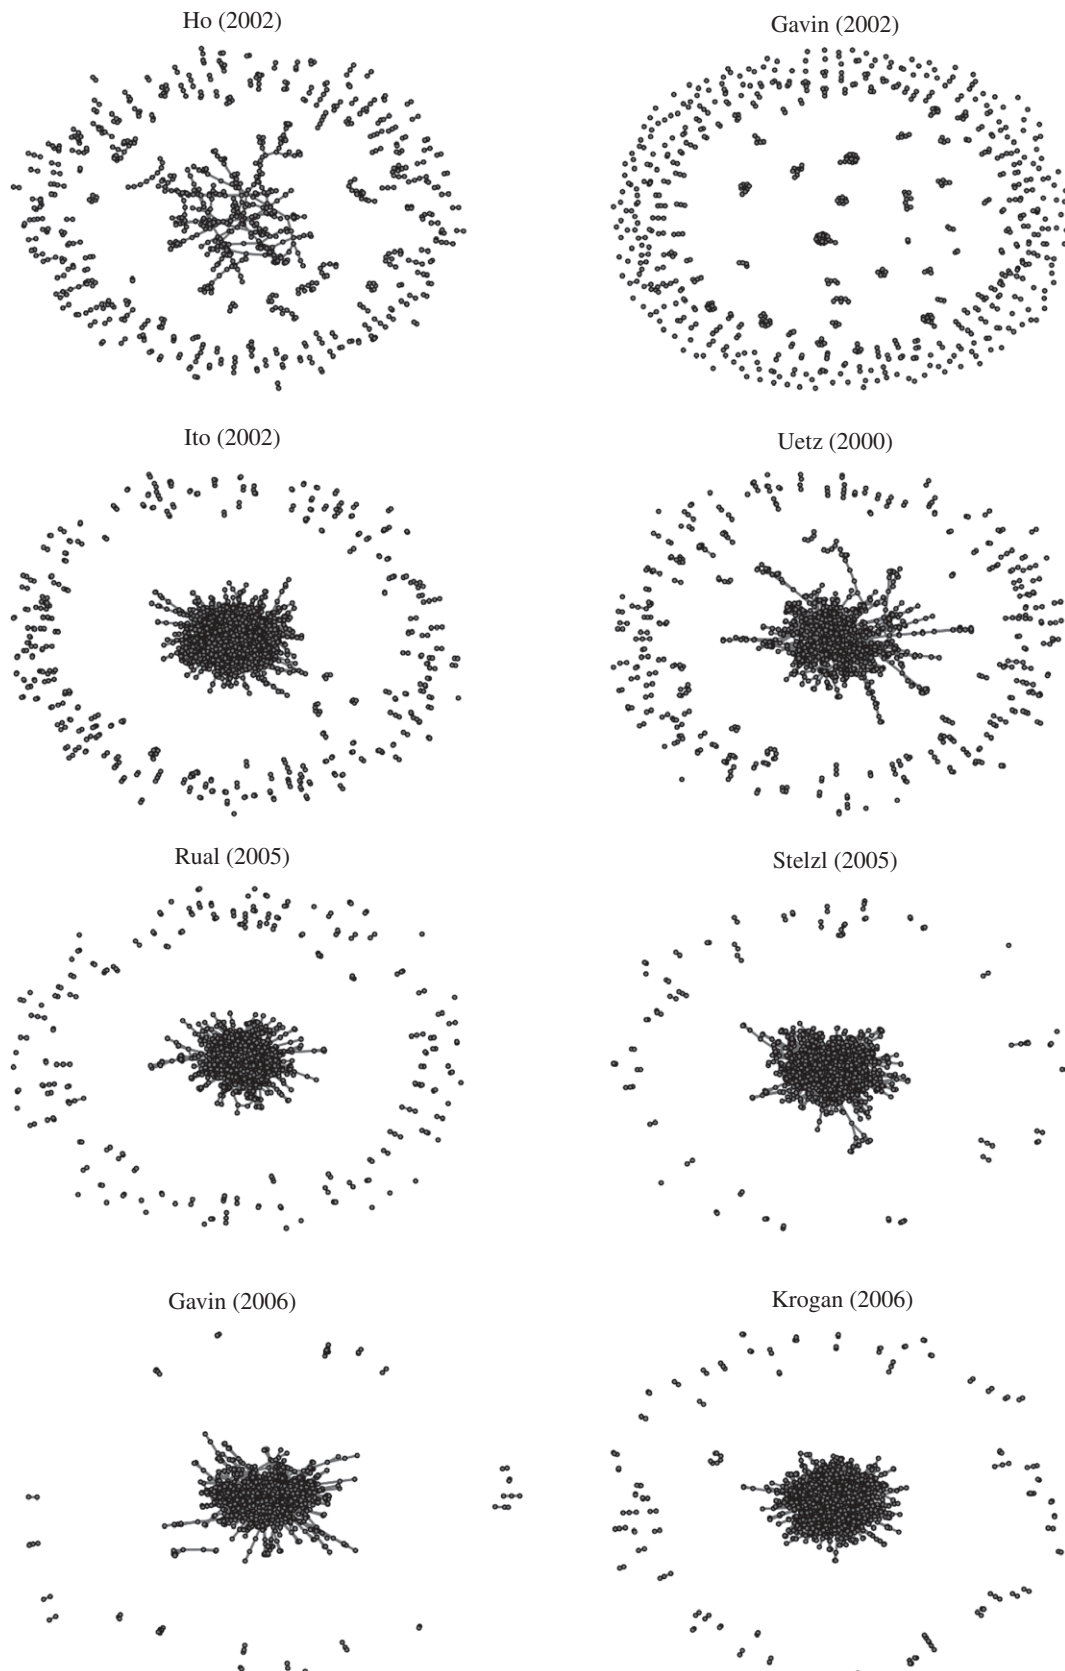 Ho (2002)
Gavin (2002)
Ito (2002)
Uetz (2000)
Rual (2005)
Stelzl (2005)
Gavin (2006)
Krogan (2006)